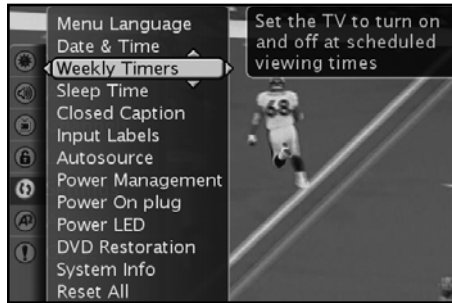 Menu Language
Date & Time
Weekly Timers
Sleep Time
Closed Caption
Input Labels
Autosource
Power Management
Power On plug
Power LED
DVD Restoration
System Info
Reset All
Set the TV to turn on
and off at scheduled
viewing times
68